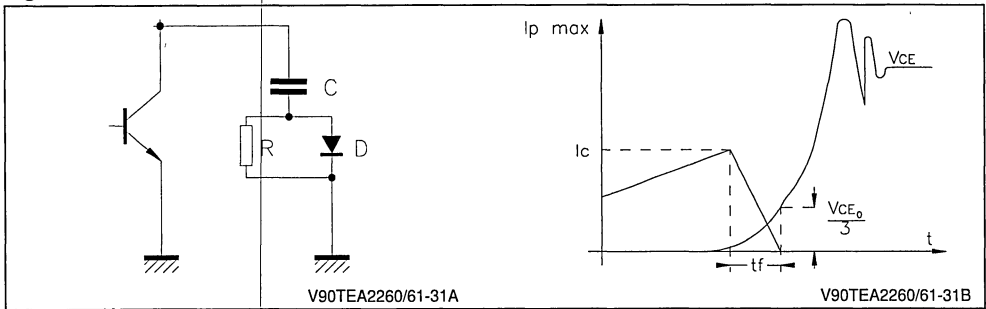 C
R
D
V90TEA2260/61-31A
Ip max
VCE
Ic
VCE₀
3
t
tf
V90TEA2260/61-31B